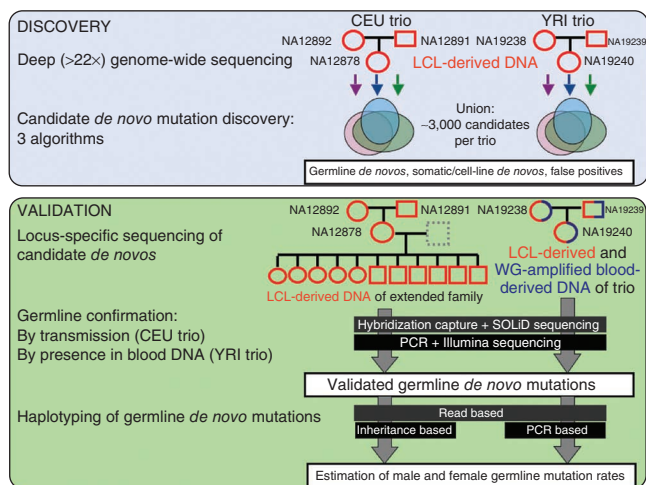 DISCOVERY
CEU trio
YRI trio
NA12892
NA12891
NA19238
NA19239
Deep (>22×) genome-wide sequencing
NA12878
LCL-derived DNA
NA19240
Candidate de novo mutation discovery:
3 algorithms
Union:
~3,000 candidates
per trio
Germline de novos, somatic/cell-line de novos, false positives
VALIDATION
NA12892
NA12891
NA19238
NA19239
Locus-specific sequencing of
candidate de novos
NA12878
NA19240
LCL-derived DNA of extended family
LCL-derived and
WG-amplified blood-
derived DNA of trio
Germline confirmation:
By transmission (CEU trio)
By presence in blood DNA (YRI trio)
Hybridization capture + SOLiD sequencing
PCR + Illumina sequencing
Validated germline de novo mutations
Haplotyping of germline de novo mutations
Read based
Inheritance based
PCR based
Estimation of male and female germline mutation rates